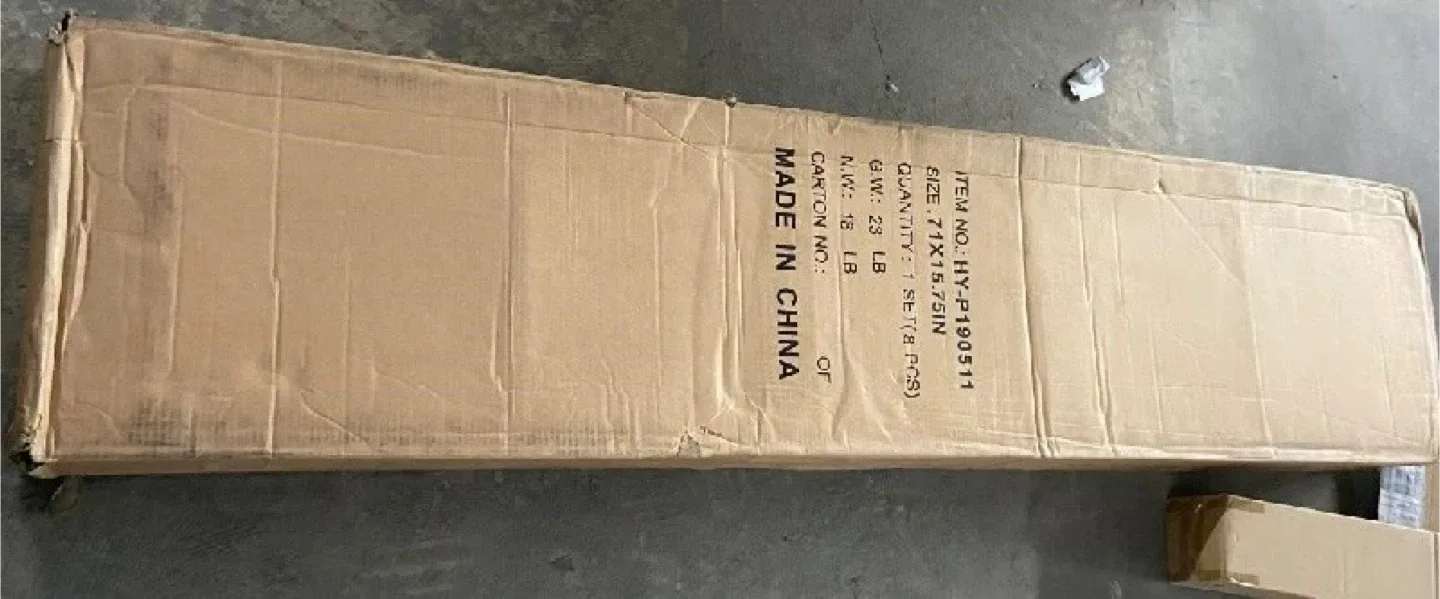 ITEM NO.: HY-P190511
SIZE : 71X15.75IN
QUANTITY : 1 SET(8 PCS)
G.W.: 23 LB
N.W.: 18 LB
CARTON NO.: OF
MADE IN CHINA